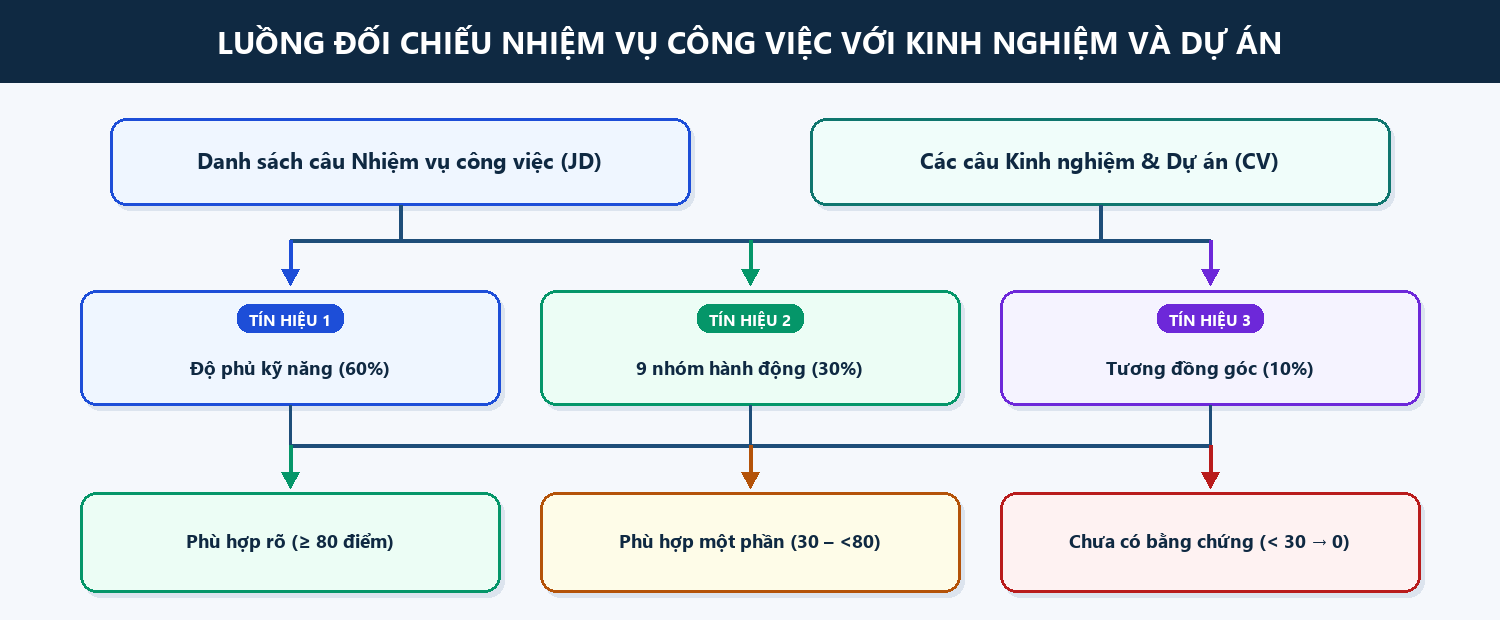 LUỒNG ĐỐI CHIẾU NHIỆM VỤ CÔNG VIỆC VỚI KINH NGHIỆM VÀ DỰ ÁN
Danh sách câu Nhiệm vụ công việc (JD)
Các câu Kinh nghiệm & Dự án (CV)
TÍN HIỆU 1
Độ phủ kỹ năng (60%)
TÍN HIỆU 2
9 nhóm hành động (30%)
TÍN HIỆU 3
Tương đồng góc (10%)
Phù hợp rõ (≥ 80 điểm)
Phù hợp một phần (30 – <80)
Chưa có bằng chứng (< 30 → 0)